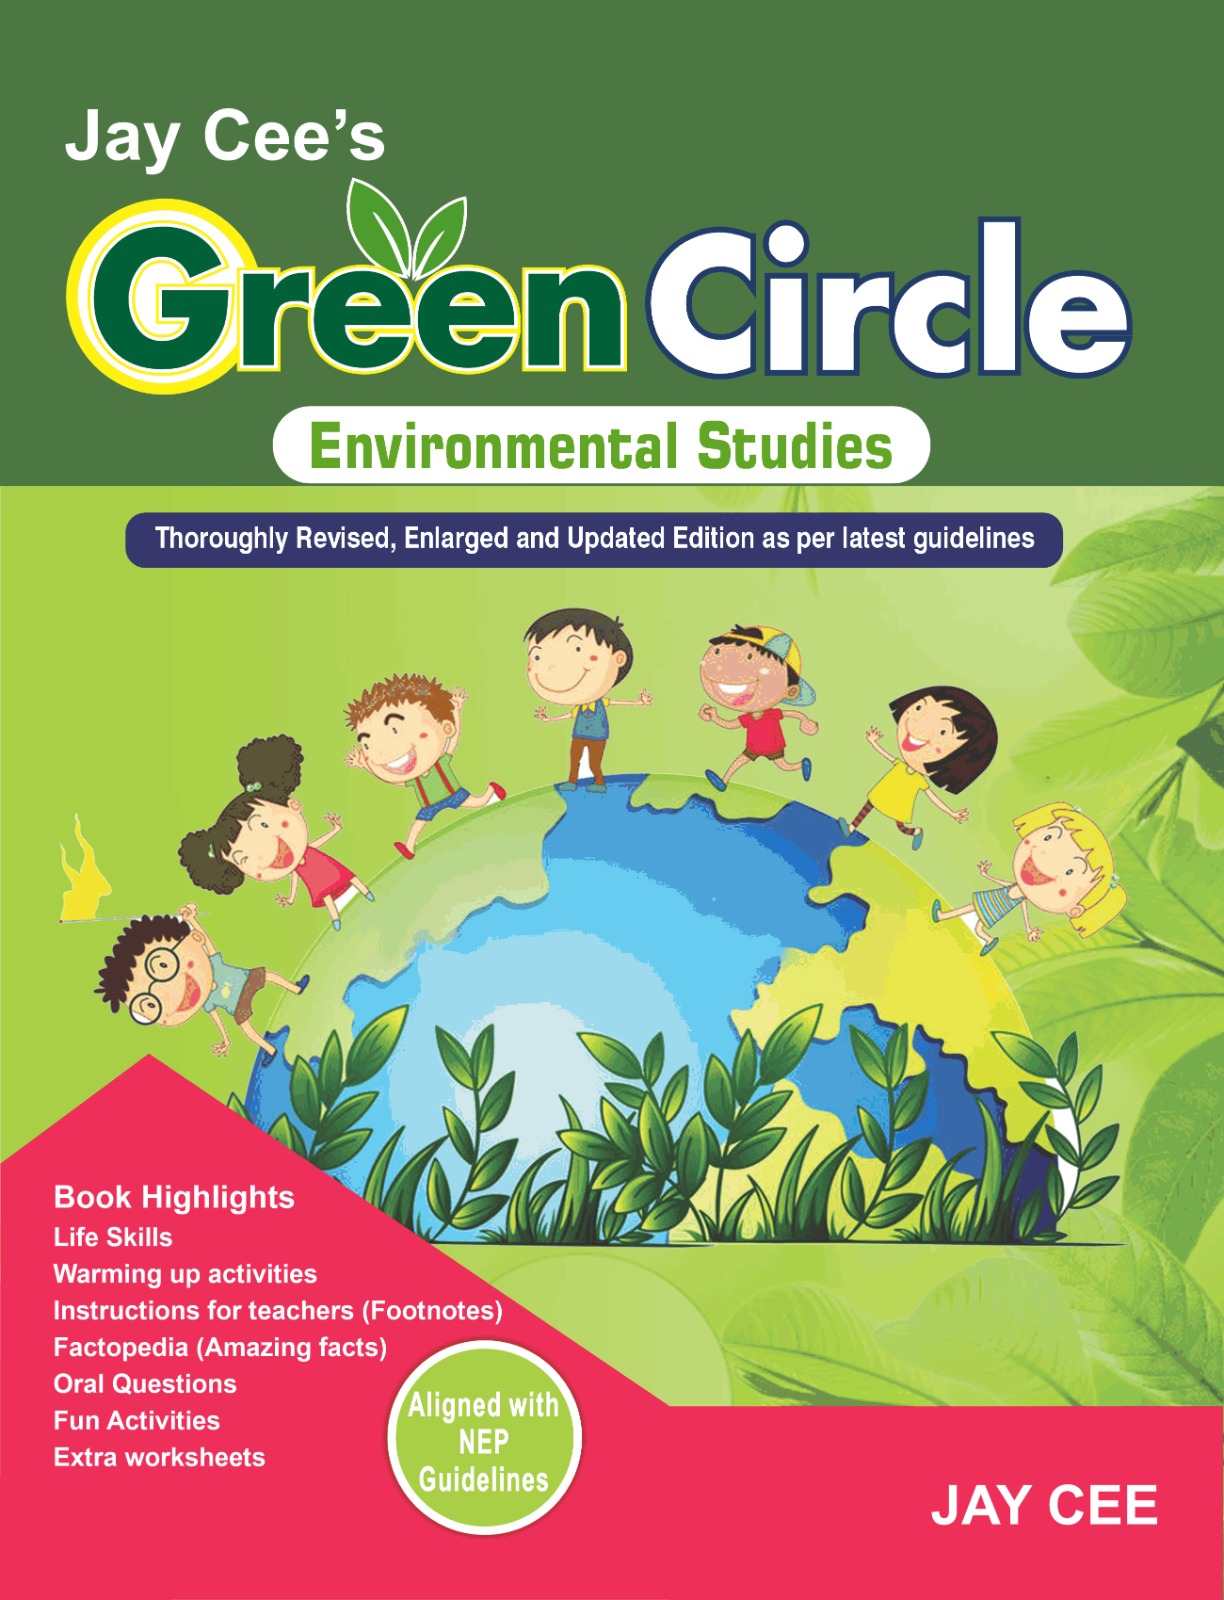 Jay Cee’s
Green Circle
Environmental Studies
Thoroughly Revised, Enlarged and Updated Edition as per latest guidelines
Book Highlights
Life Skills
Warming up activities
Instructions for teachers (Footnotes)
Factopedia (Amazing facts)
Oral Questions
Fun Activities
Extra worksheets
Aligned with
NEP
Guidelines
JAY CEE